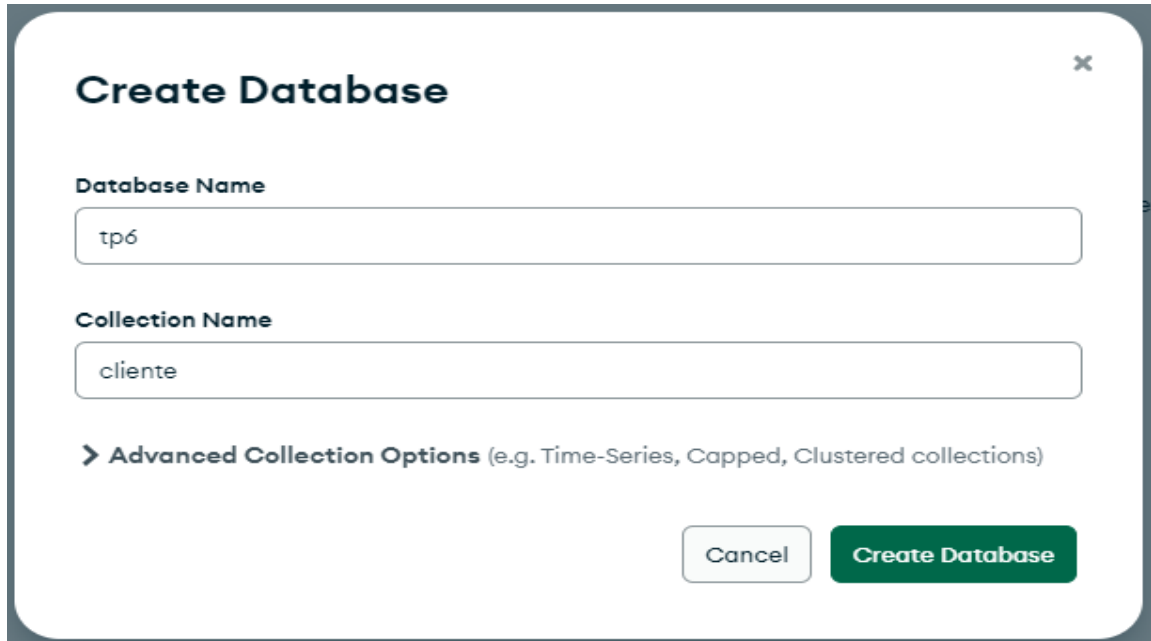 Create Database
Database Name
tp6
Collection Name
cliente
Advanced Collection Options (e.g. Time-Series, Capped, Clustered collections)
Cancel
Create Database